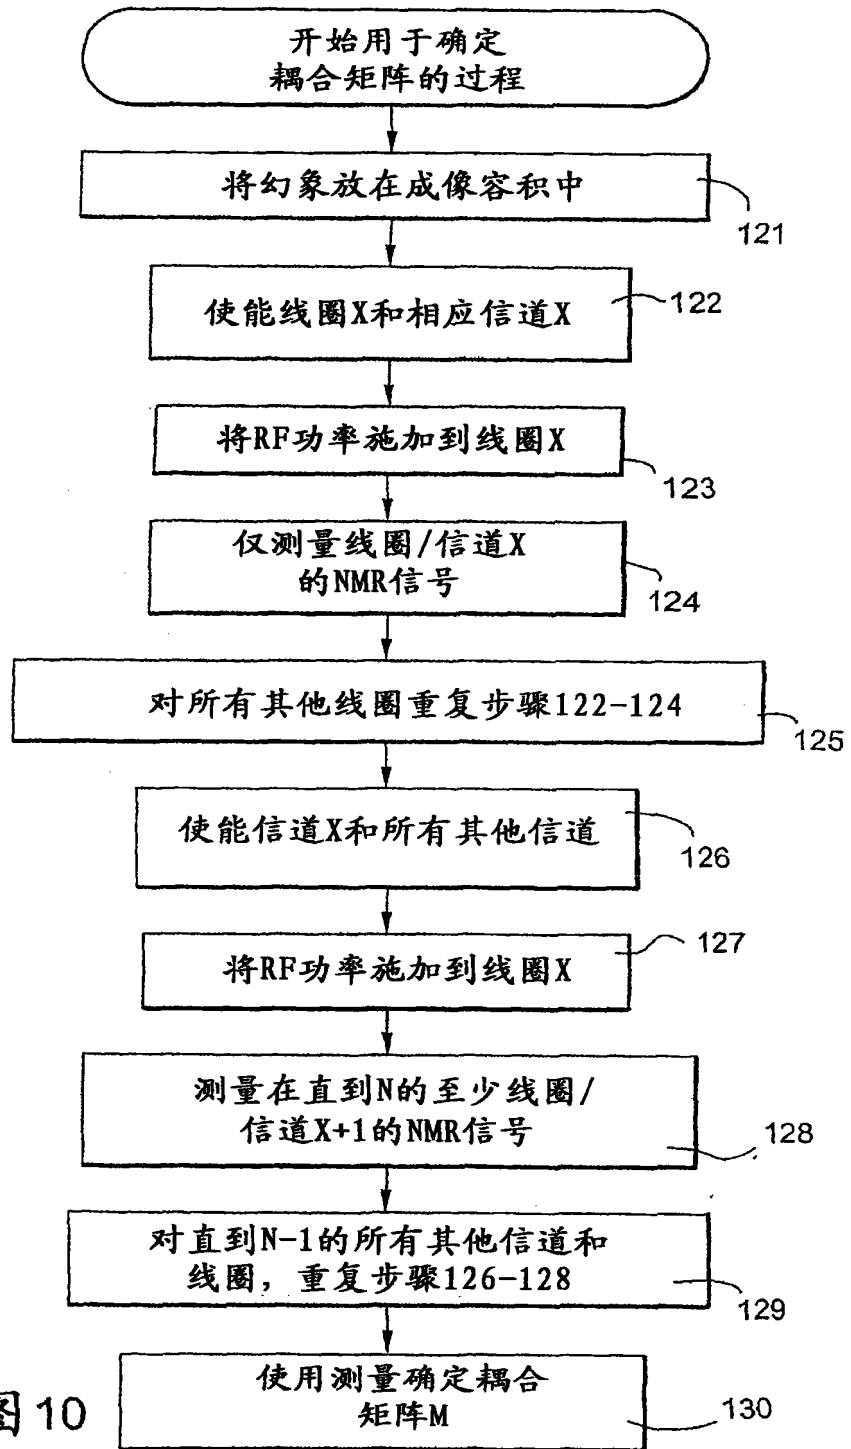 开始用于确定
耦合矩阵的过程
将幻象放在成像容积中
121
使能线圈X和相应信道X
122
将RF功率施加到线圈X
123
仅测量线圈/信道X
的NMR信号
124
对所有其他线圈重复步骤122-124
125
使能信道X和所有其他信道
126
将RF功率施加到线圈X
127
测量在直到N的至少线圈/
信道X+1的NMR信号
128
对直到N-1的所有其他信道和
线圈，重复步骤126-128
129
使用测量确定耦合
矩阵M
130
图 10